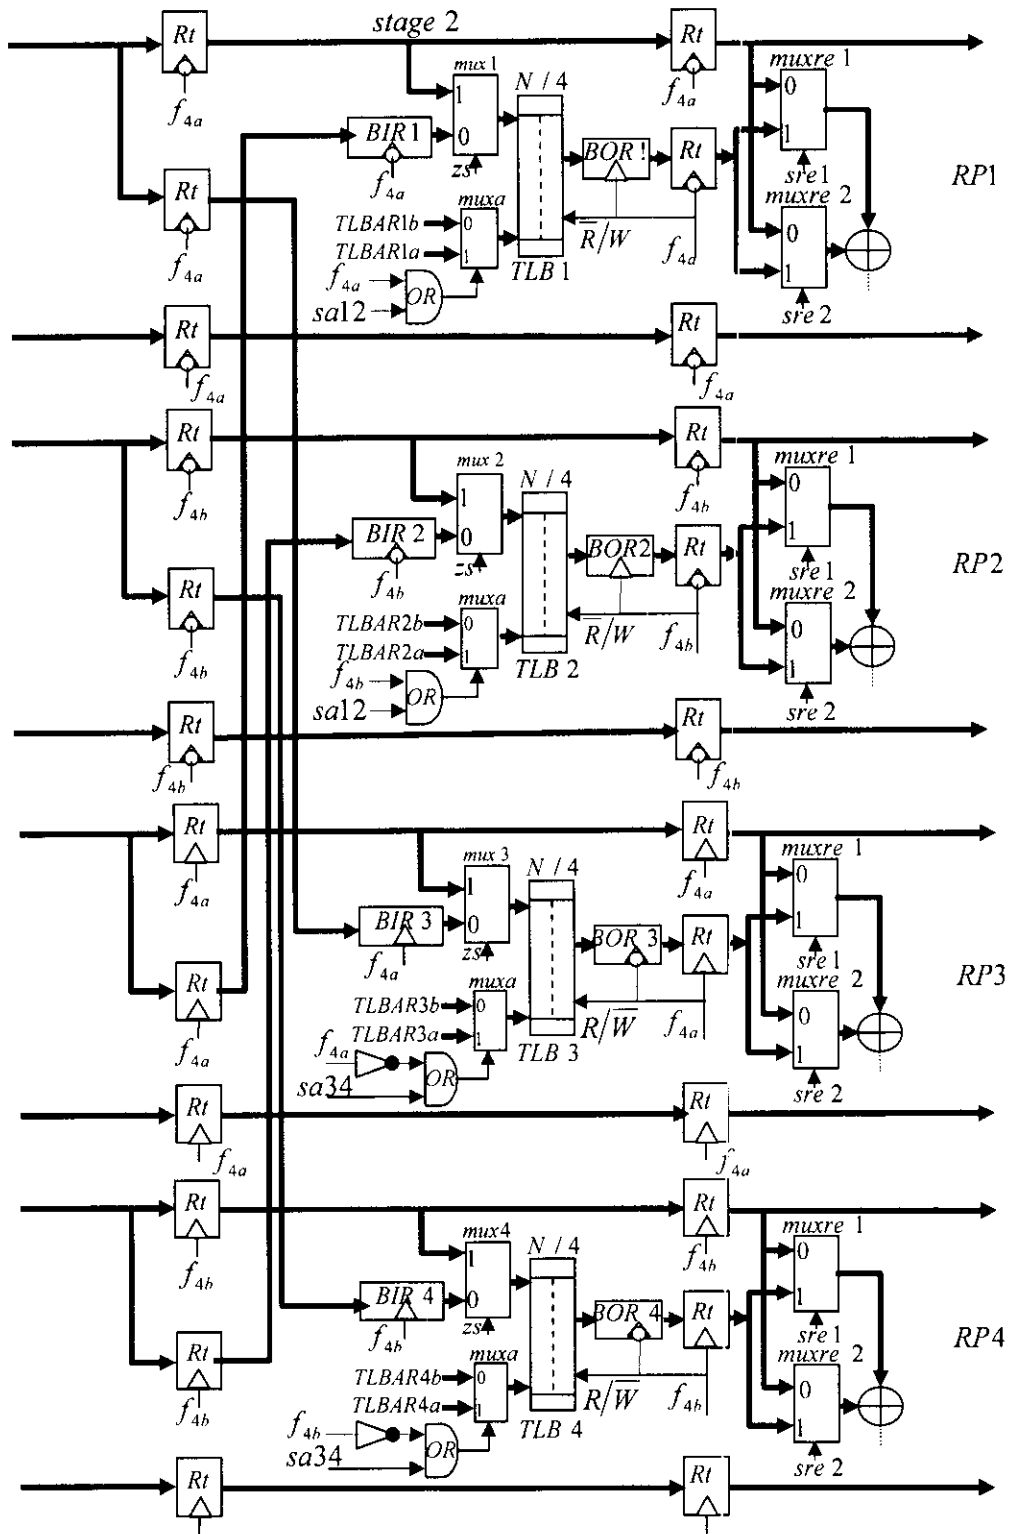 Rt stage 2 Rt
f4a mux 1 N / 4 f4a muxre 1
1 0
BIR 1 0 BOR ! Rt 1
f4a zs sre 1 RP1
Rt muxa muxre 2
TLBAR1b 0 R̅/W f4a 0
f4a TLBAR1a 1 TLB 1 1
f4a OR sre 2
sa12
Rt Rt
f4a f4a
Rt Rt
f4b mux 2 N / 4 f4b muxre 1
1 0
BIR 2 0 BOR2 Rt 1
f4b zs sre 1 RP2
Rt muxa muxre 2
TLBAR2b 0 R̅/W f4b 0
f4b TLBAR2a 1 TLB 2 1
f4b OR sre 2
sa12
Rt Rt
f4b f4b
Rt Rt
f4a mux 3 N / 4 f4a muxre 1
1 0
BIR 3 0 BOR 3 Rt 1
f4a zs sre 1
Rt muxa muxre 2 RP3
TLBAR3b 0 R/W̅ f4a 0
f4a TLBAR3a 1 TLB 3 1
f4a OR sre 2
sa34
Rt Rt
f4a f4a
Rt Rt
f4b mux4 N / 4 f4b muxre 1
1 0
BIR 4 0 BOR 4 Rt 1
f4b zs sre 1
Rt muxa muxre 2 RP4
TLBAR4b 0 R/W̅ f4b 0
f4b TLBAR4a 1 TLB 4 1
f4b OR sre 2
sa34
Rt Rt